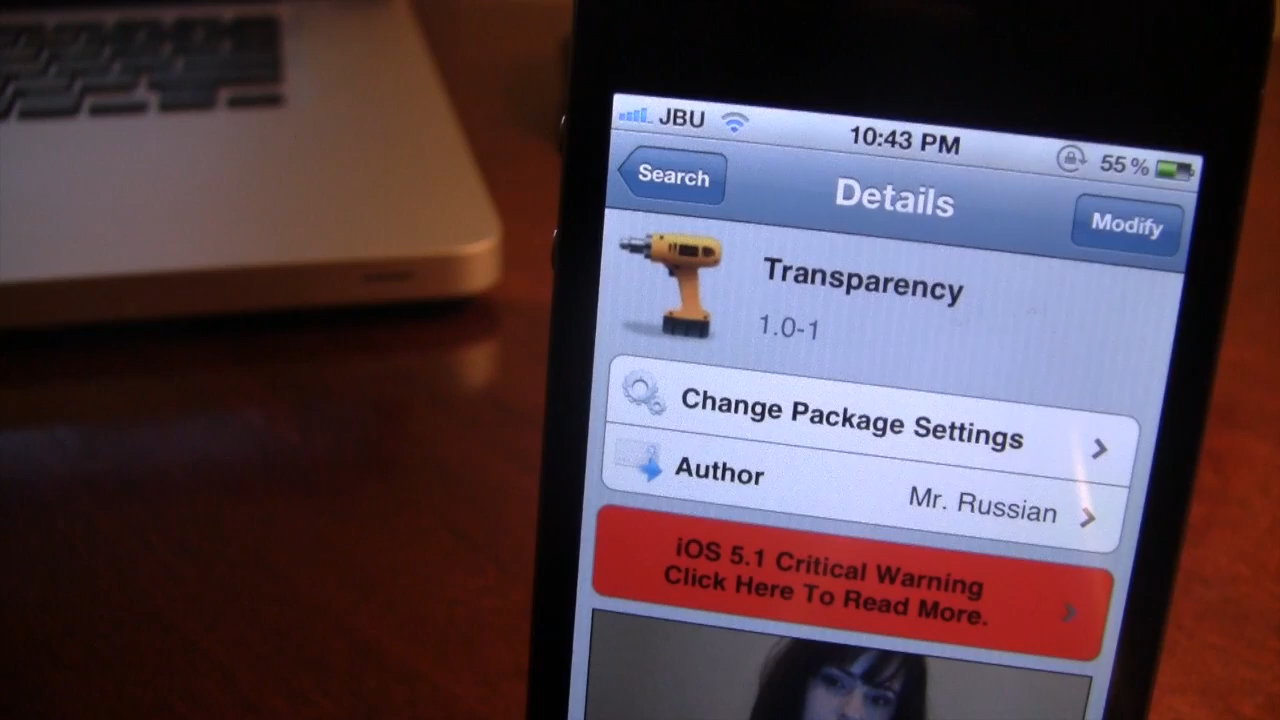 JBU
10:43 PM
55%
Search
Details
Modify
Transparency
1.0-1
Change Package Settings
Author
Mr. Russian
iOS 5.1 Critical Warning
Click Here To Read More.